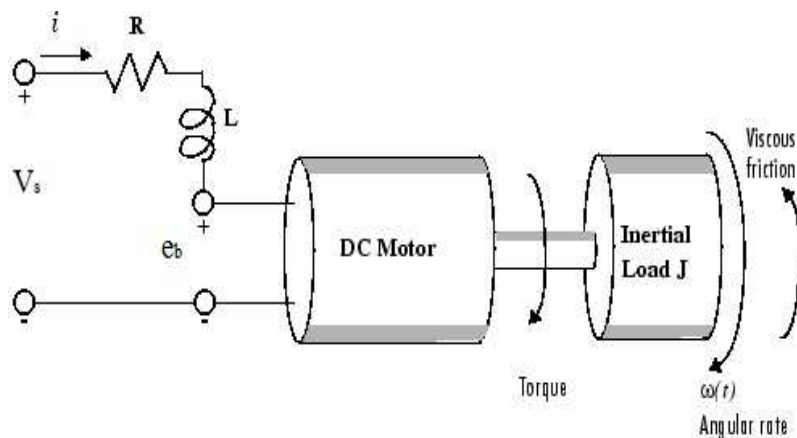 i
R
+
L
Vs
+
eb
DC Motor
Inertial
Load J
Viscous
friction
-
-
Torque
ω(t)
Angular rate